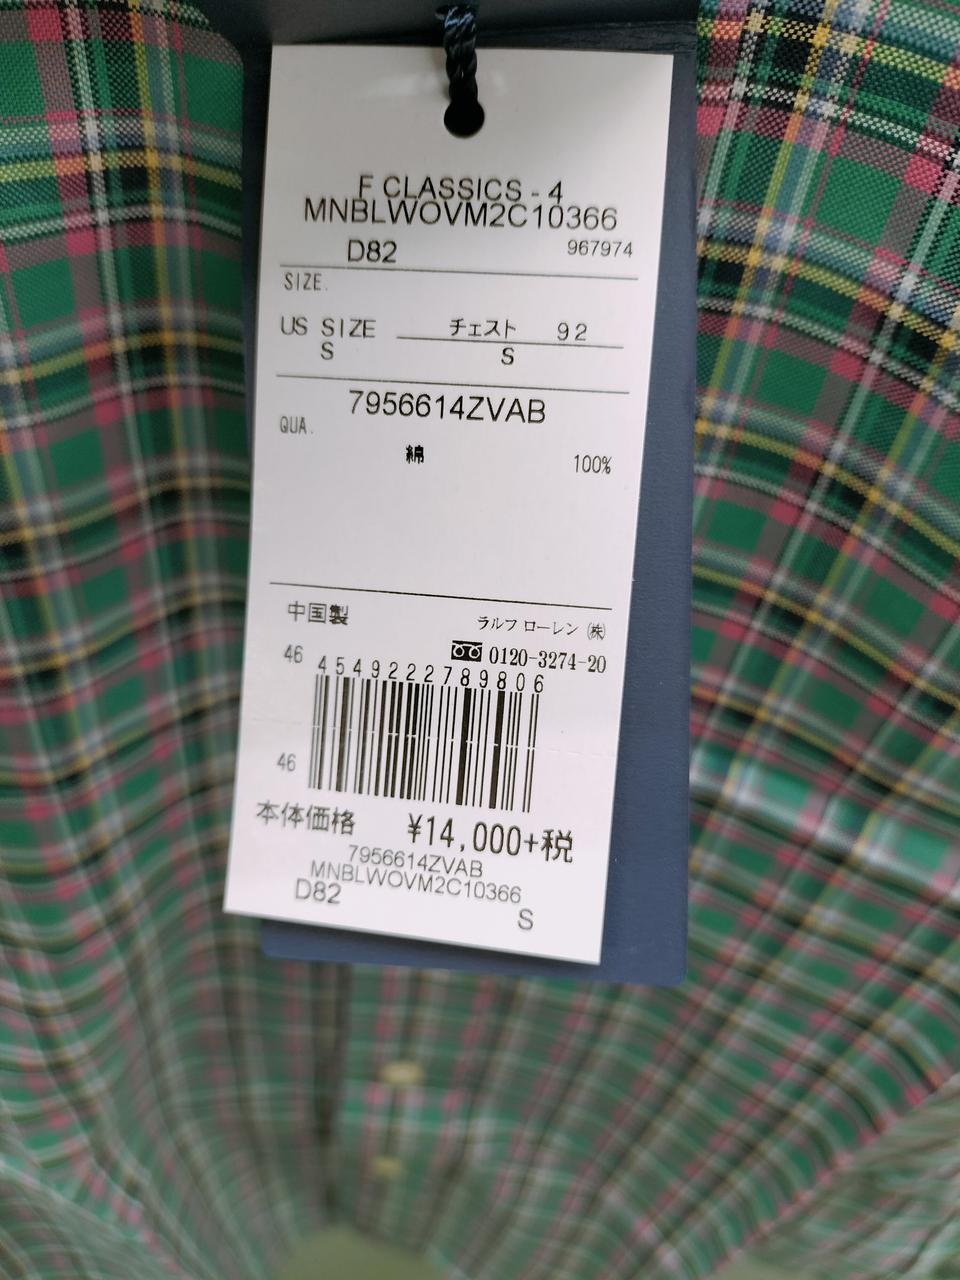 F CLASSICS - 4
MNBLWOVM2C10366
D82 967974
SIZE.
US SIZE チェスト 92
S S
7956614ZVAB
QUA.
綿 100%
中国製 ラルフ ローレン ㈱
0120-3274-20
46 4549222789806
46
本体価格 ¥14,000+税
7956614ZVAB
MNBLWOVM2C10366
D82 S